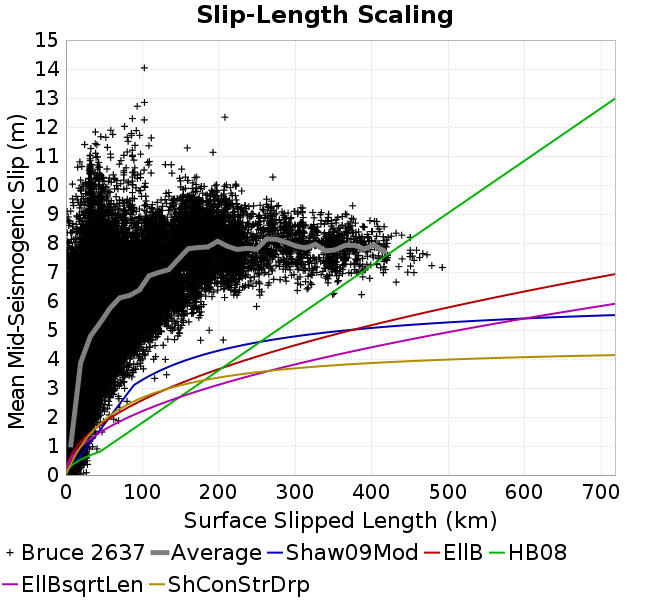 Slip-Length Scaling
Mean Mid-Seismogenic Slip (m)
15
14
13
12
11
10
9
8
7
6
5
4
3
2
1
0
0 100 200 300 400 500 600 700
Surface Slipped Length (km)
Bruce 2637 Average Shaw09Mod EllB HB08
EllBsqrtLen ShConStrDrp